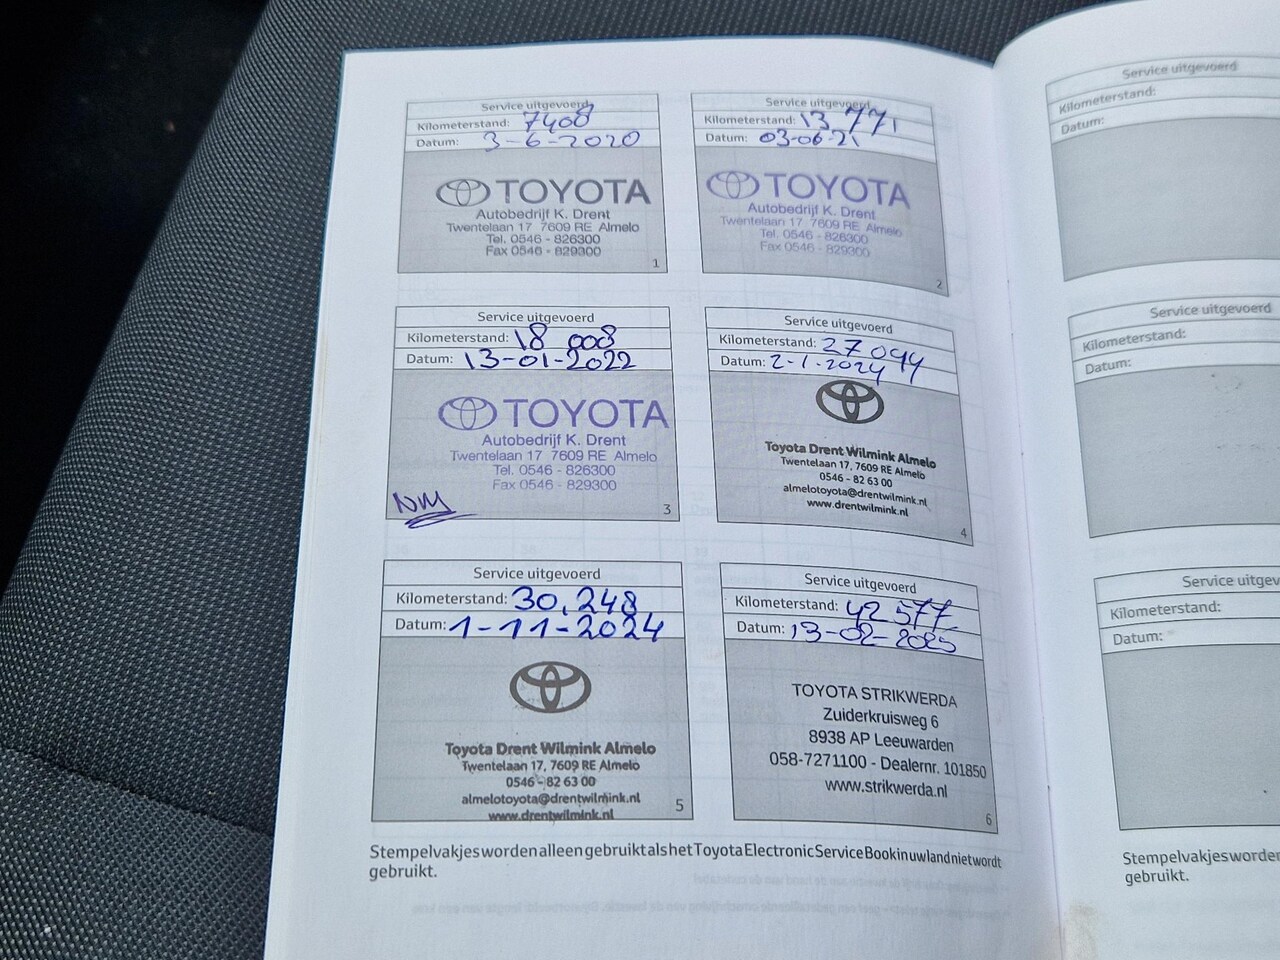 Service uitgevoerd
Kilometerstand: 7408
Datum: 3-6-2020
TOYOTA
Autobedrijf K. Drent
Twentelaan 17 7609 RE Almelo
Tel. 0546 - 826300
Fax 0546 - 829300
1
Service uitgevoerd
Kilometerstand: 13 771
Datum: 03-06-21
TOYOTA
Autobedrijf K. Drent
Twentelaan 17 7609 RE Almelo
Tel. 0546 - 826300
Fax 0546 - 829300
2
Service uitgevoerd
Kilometerstand: 18 008
Datum: 13-01-2022
TOYOTA
Autobedrijf K. Drent
Twentelaan 17 7609 RE Almelo
Tel. 0546 - 826300
Fax 0546 - 829300
3
Service uitgevoerd
Kilometerstand: 27 044
Datum: 2-1-2024
Toyota Drent Wilmink Almelo
Twentelaan 17, 7609 RE Almelo
0546 - 82 63 00
almelotoyota@drentwilmink.nl
www.drentwilmink.nl
4
Service uitgevoerd
Kilometerstand: 30.248
Datum: 1-11-2024
Toyota Drent Wilmink Almelo
Twentelaan 17, 7609 RE Almelo
0546 - 82 63 00
almelotoyota@drentwilmink.nl
www.drentwilmink.nl
5
Service uitgevoerd
Kilometerstand: 42 577
Datum: 13-02-2025
TOYOTA STRIKWERDA
Zuiderkruisweg 6
8938 AP Leeuwarden
058-7271100 - Dealernr. 101850
www.strikwerda.nl
6
Stempelvakjes worden alleen gebruikt als het Toyota Electronic Service Book in uw land niet wordt
gebruikt.
Service uitgevoerd
Kilometerstand:
Datum:
Service uitgevoerd
Kilometerstand:
Datum:
Service uitgev
Kilometerstand:
Datum:
Stempelvakjes worde
gebruikt.